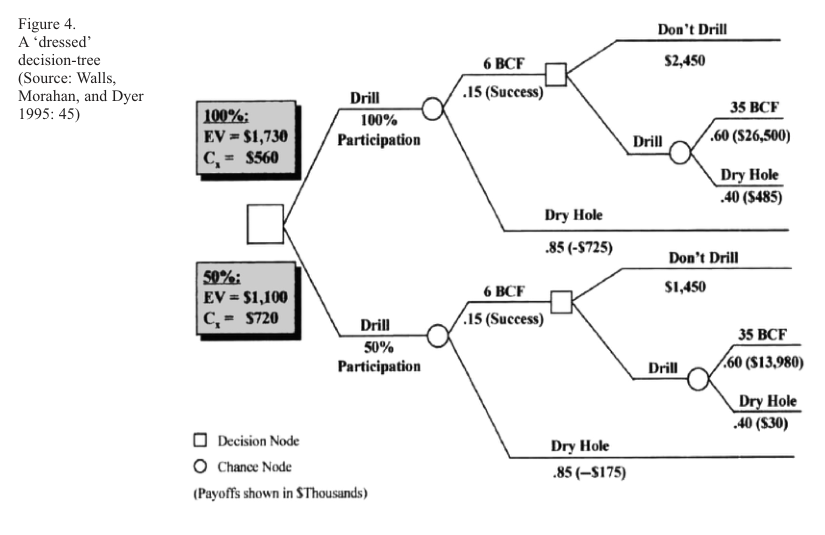 Figure 4.
A ‘dressed’
decision-tree
(Source: Walls,
Morahan, and Dyer
1995: 45)
100%:
EV = $1,730
Cx = $560
50%:
EV = $1,100
Cx = $720
Drill
100%
Participation
6 BCF
.15 (Success)
Don't Drill
$2,450
Drill
35 BCF
.60 ($26,500)
Dry Hole
.40 ($485)
Dry Hole
.85 (-$725)
Drill
50%
Participation
6 BCF
.15 (Success)
Don't Drill
$1,450
Drill
35 BCF
.60 ($13,980)
Dry Hole
.40 ($30)
Dry Hole
.85 (–$175)
Decision Node
Chance Node
(Payoffs shown in $Thousands)